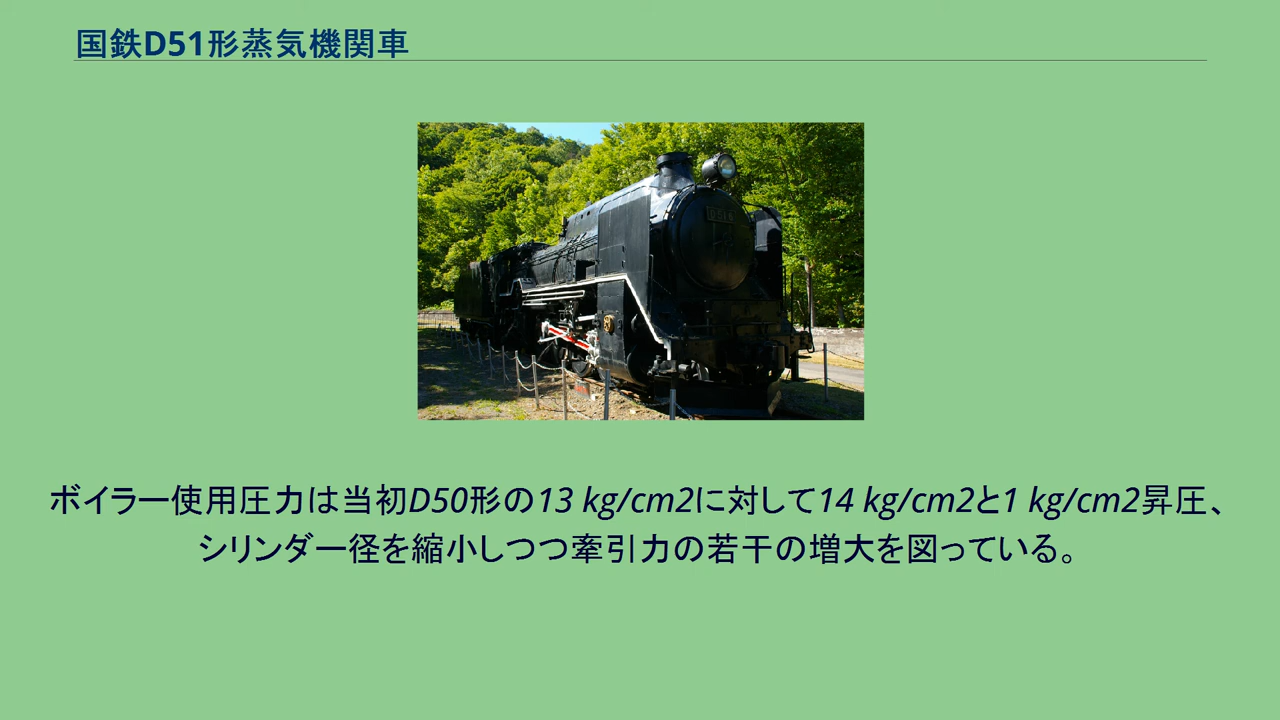 国鉄D51形蒸気機関車
ボイラー使用圧力は当初D50形の13 kg/cm2に対して14 kg/cm2と1 kg/cm2昇圧、
シリンダー径を縮小しつつ牽引力の若干の増大を図っている。